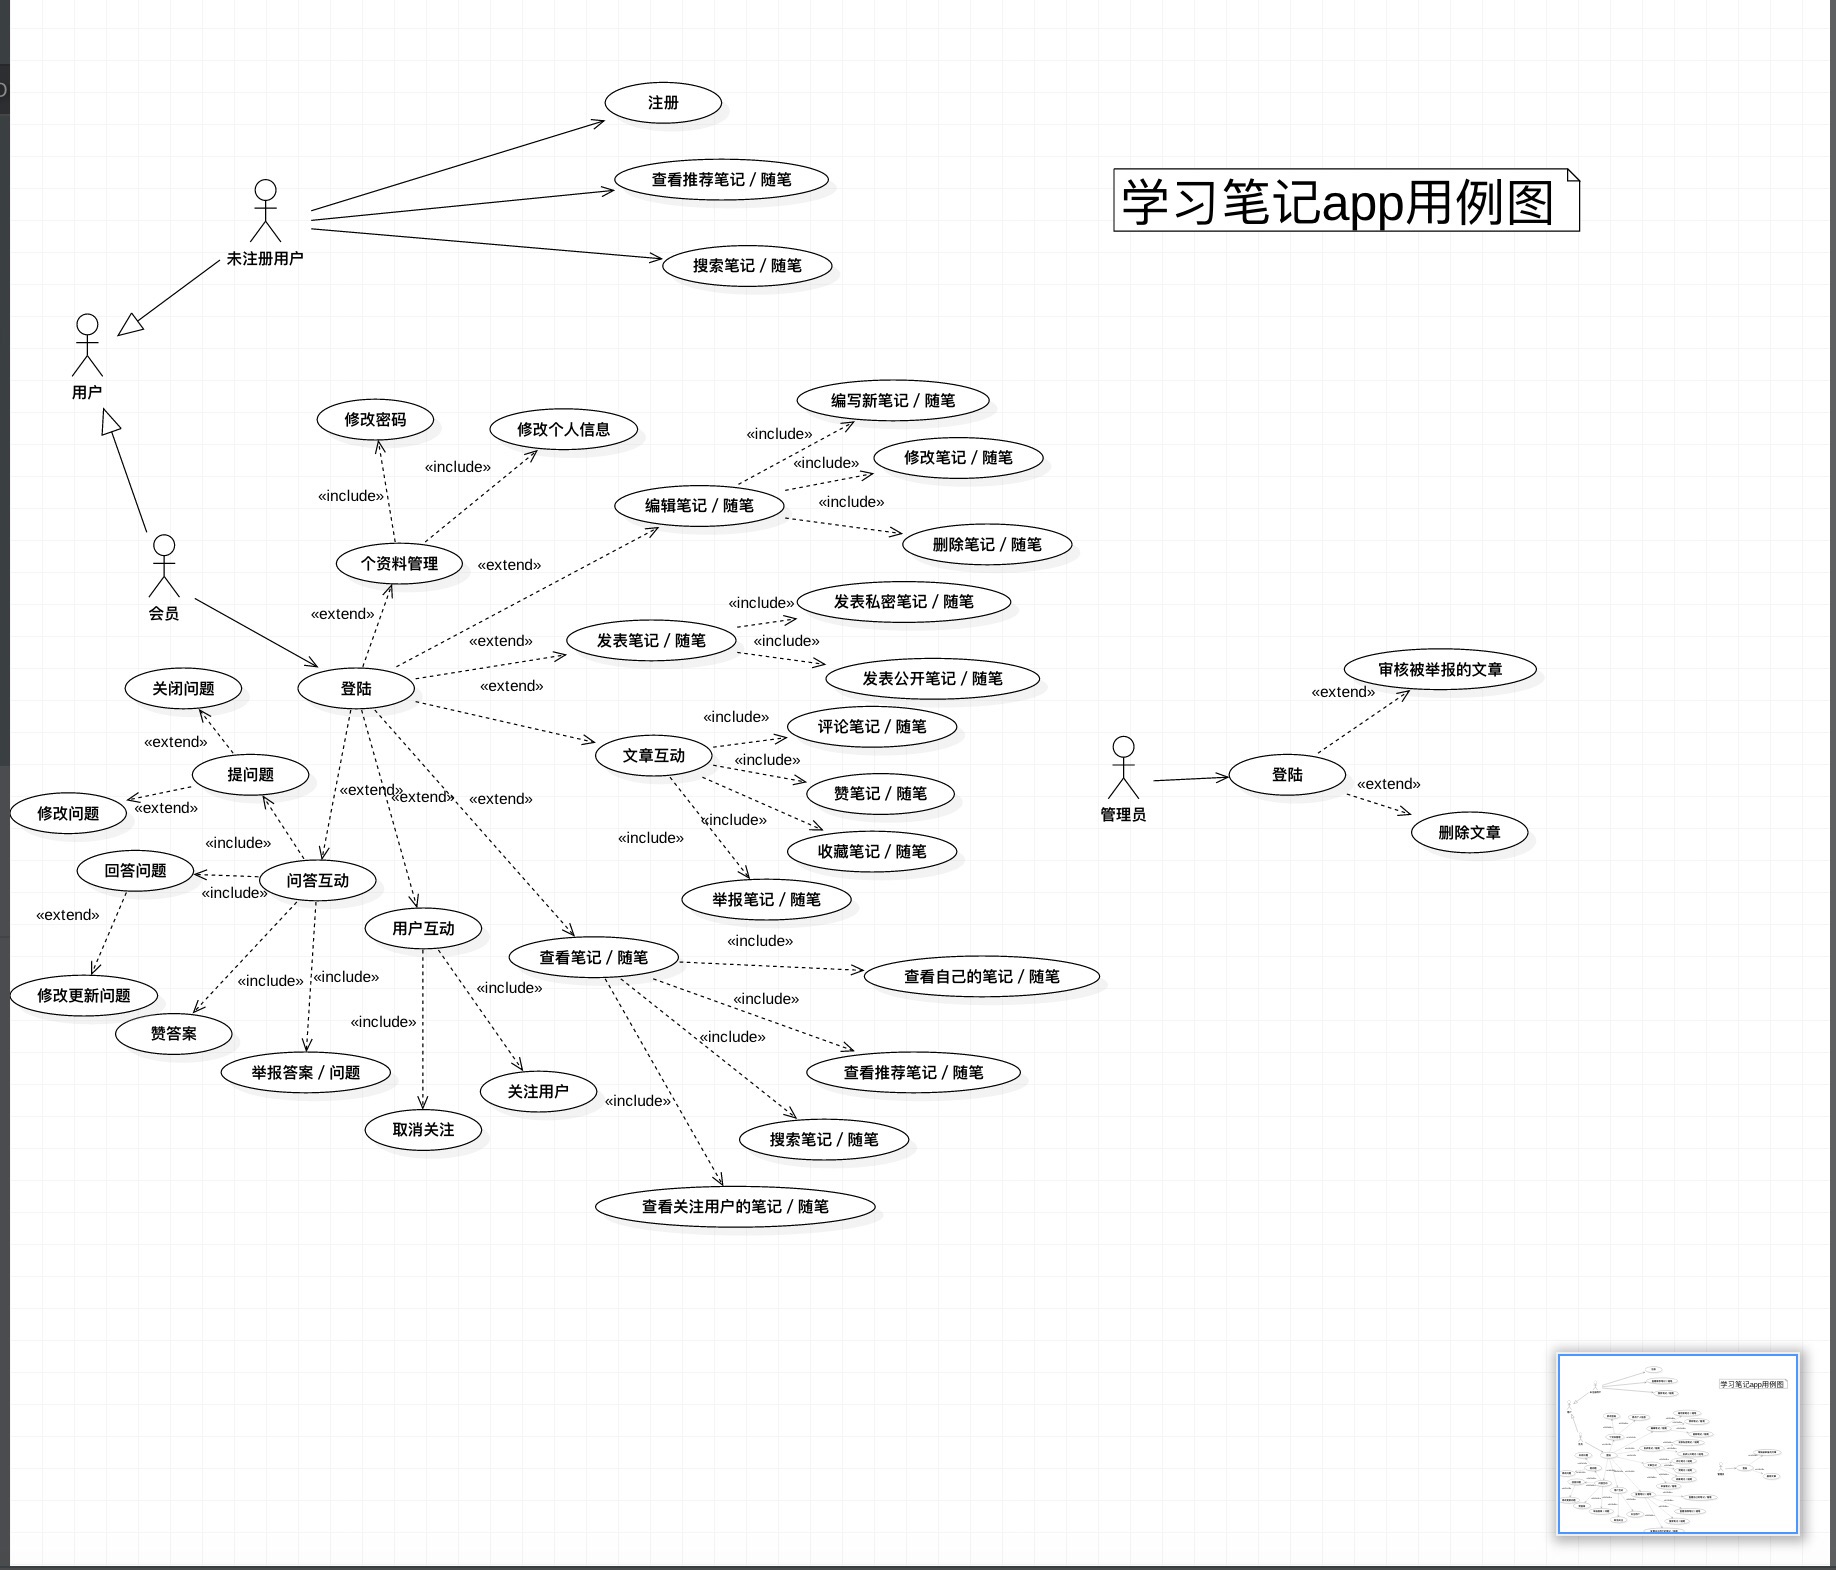 注册
查看推荐笔记 / 随笔
学习笔记app用例图
未注册用户
搜索笔记 / 随笔
用户
编写新笔记 / 随笔
修改密码
修改个人信息
«include»
«include»
修改笔记 / 随笔
«include»
«include»
编辑笔记 / 随笔
«include»
删除笔记 / 随笔
个资料管理
«extend»
会员
«extend»
«include»
发表私密笔记 / 随笔
«extend»
发表笔记 / 随笔
«include»
审核被举报的文章
关闭问题
登陆
«extend»
发表公开笔记 / 随笔
«extend»
«include»
评论笔记 / 随笔
«extend»
文章互动
«include»
提问题
登陆
«extend»
«extend»
«extend»
«extend»
赞笔记 / 随笔
«extend»
修改问题
«extend»
管理员
«include»
删除文章
«include»
«include»
收藏笔记 / 随笔
回答问题
问答互动
«include»
举报笔记 / 随笔
«extend»
用户互动
«include»
查看笔记 / 随笔
查看自己的笔记 / 随笔
«include»
«include»
«include»
修改更新问题
«include»
«include»
赞答案
«include»
举报答案 / 问题
查看推荐笔记 / 随笔
关注用户
«include»
取消关注
搜索笔记 / 随笔
查看关注用户的笔记 / 随笔
学习笔记app用例图